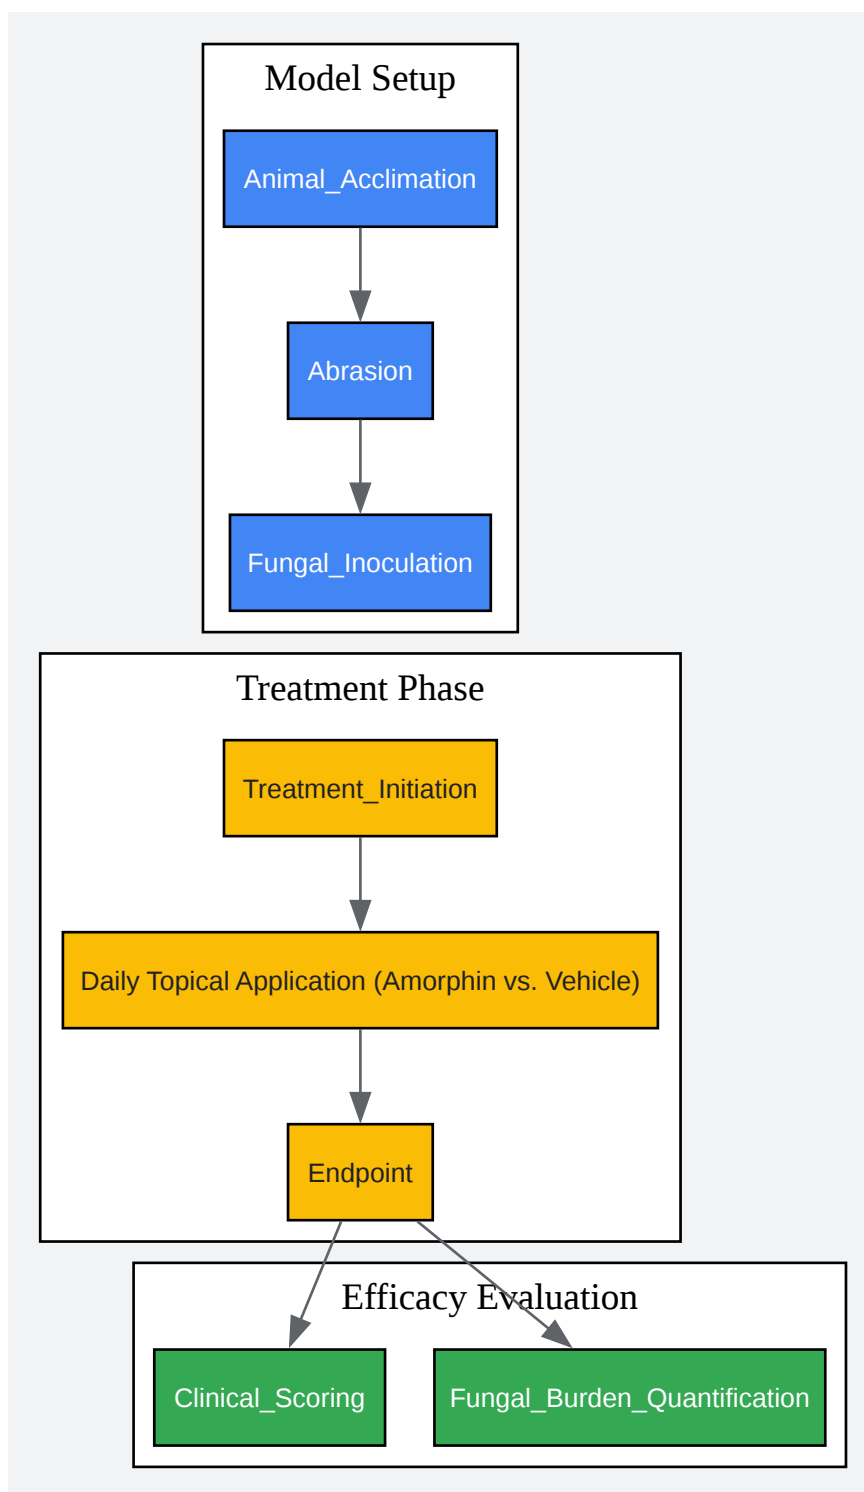 Model Setup
Animal_Acclimation
Abrasion
Fungal_Inoculation
Treatment Phase
Treatment_Initiation
Daily Topical Application (Amorphin vs. Vehicle)
Endpoint
Efficacy Evaluation
Clinical_Scoring
Fungal_Burden_Quantification